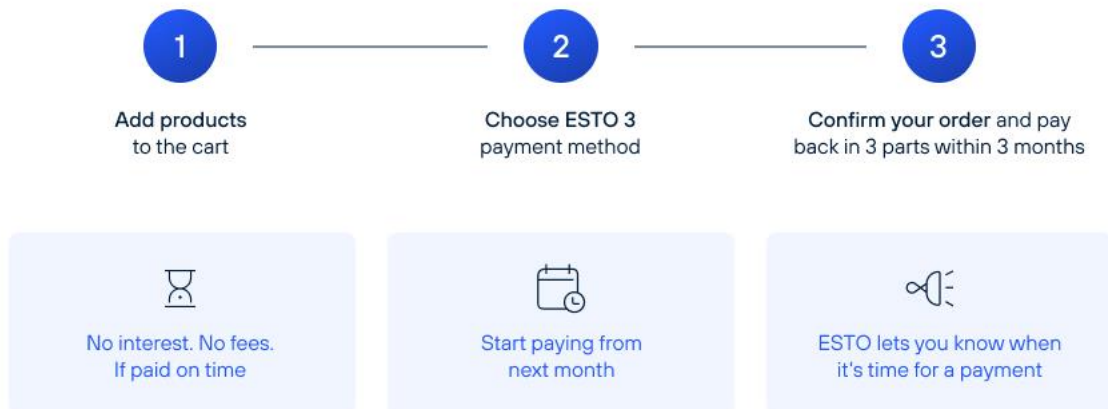 1
2
3
Add products
to the cart
Choose ESTO 3
payment method
Confirm your order and pay
back in 3 parts within 3 months
No interest. No fees.
If paid on time
Start paying from
next month
ESTO lets you know when
it's time for a payment